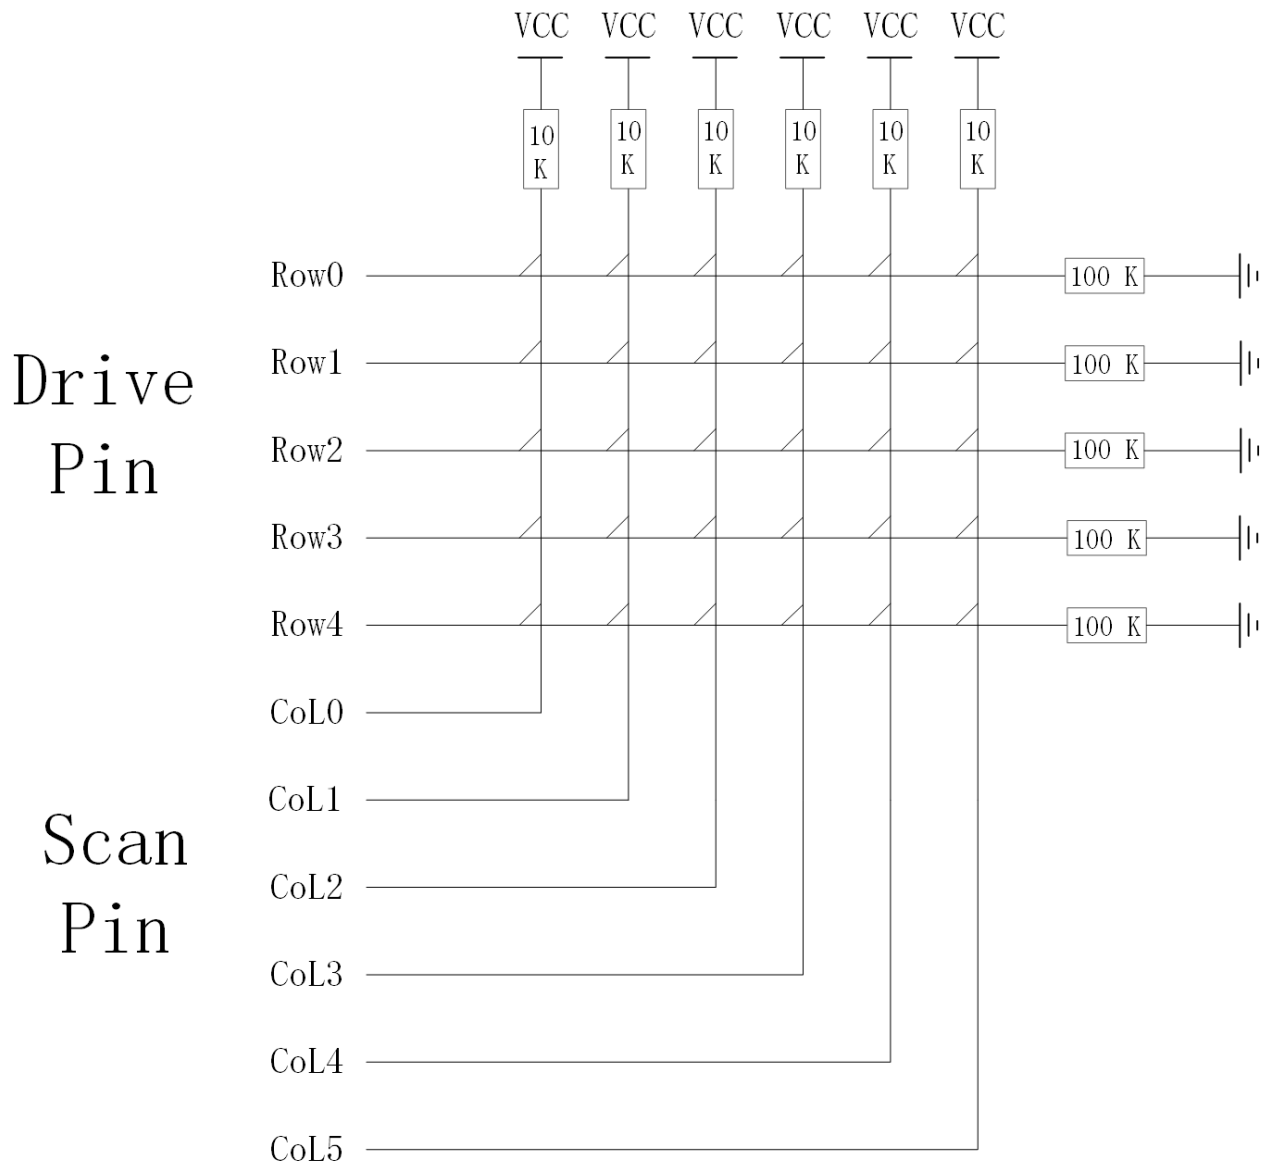 VCC VCC VCC VCC VCC VCC
10 10 10 10 10 10
K K K K K K
Row0 100 K
Row1 100 K
Drive
Row2 100 K
Pin
Row3 100 K
Row4 100 K
CoL0
CoL1
Scan
CoL2
Pin
CoL3
CoL4
CoL5